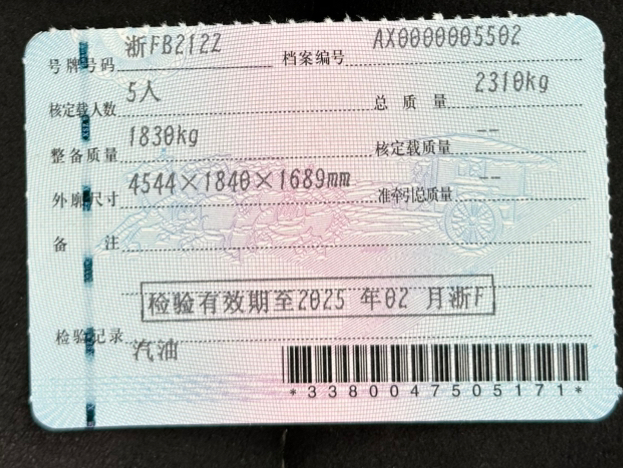 号牌号码 浙FB212Z 档案编号 AX0000005502
核定载人数 5人 总质量 2310kg
整备质量 1830kg 核定载质量 --
外廓尺寸 4544×1840×1689mm 准牵引总质量 --
备注
检验有效期至2025年02月浙F
检验记录
汽油
*3380047505171*